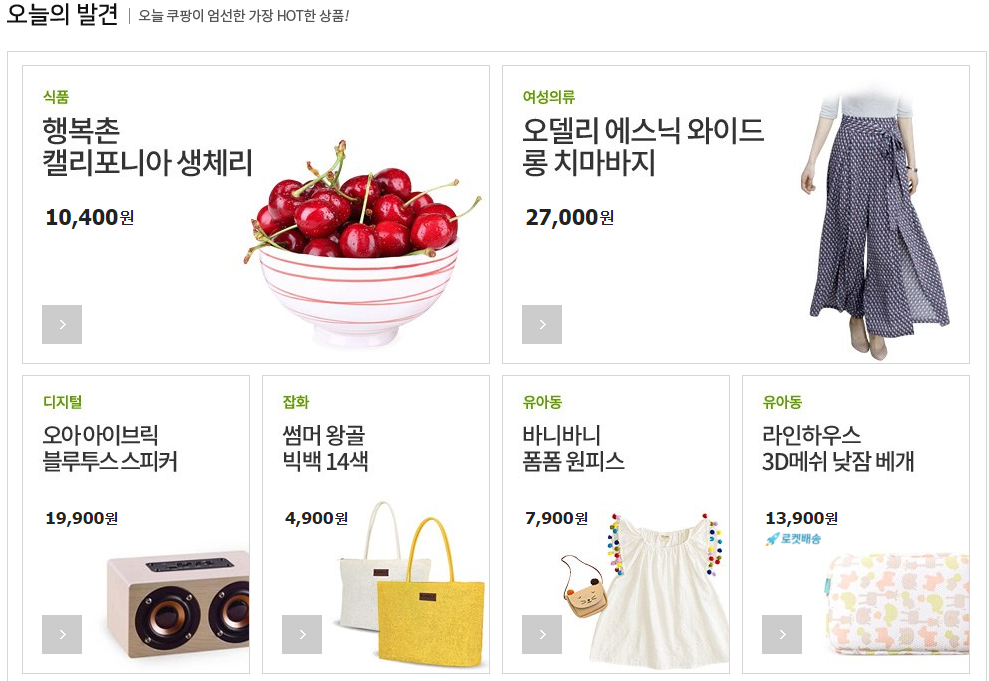 오늘의 발견 | 오늘 쿠팡이 엄선한 가장 HOT한 상품!
식품
행복촌
캘리포니아 생체리
10,400원
여성의류
오델리 에스닉 와이드
롱 치마바지
27,000원
디지털
오아 아이브릭
블루투스 스피커
19,900원
잡화
썸머 왕골
빅백 14색
4,900원
유아동
바니바니
폼폼 원피스
7,900원
유아동
라인하우스
3D메쉬 낮잠 베개
13,900원
로켓배송